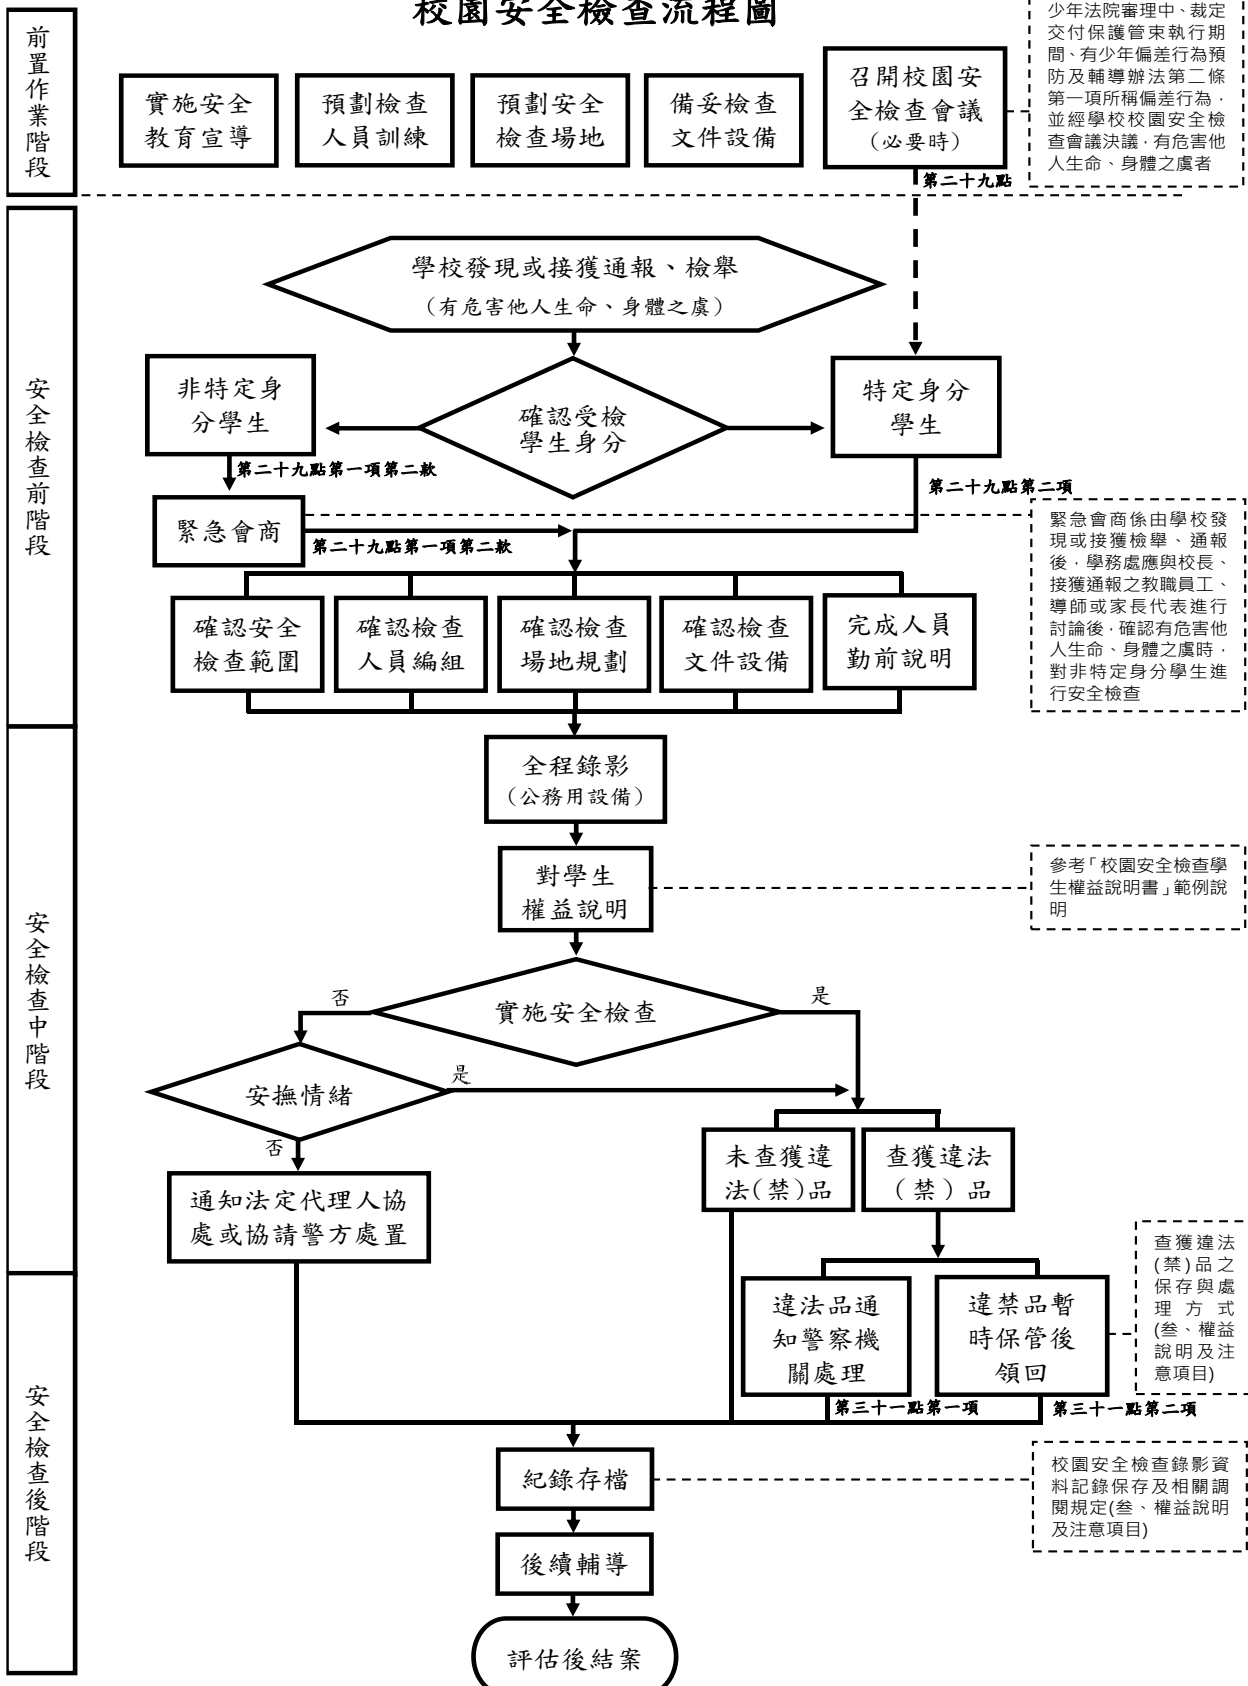 校園安全檢查流程圖
前置作業階段
實施安全
教育宣導
預劃檢查
人員訓練
預劃安全
檢查場地
備妥檢查
文件設備
召開校園安
全檢查會議
(必要時)
第二十九點
少年法院審理中、裁定
交付保護管束執行期
間、有少年偏差行為預
防及輔導辦法第二條
第一項所稱偏差行為，
並經學校校園安全檢
查會議決議，有危害他
人生命、身體之虞者
安全檢查前階段
學校發現或接獲通報、檢舉
(有危害他人生命、身體之虞)
非特定身
分學生
確認受檢
學生身分
特定身分
學生
第二十九點第一項第二款
第二十九點第二項
緊急會商
第二十九點第一項第二款
緊急會商係由學校發
現或接獲檢舉、通報
後，學務處應與校長、
接獲通報之教職員工、
導師或家長代表進行
討論後，確認有危害他
人生命、身體之虞時，
對非特定身分學生進
行安全檢查
確認安全
檢查範圍
確認檢查
人員編組
確認檢查
場地規劃
確認檢查
文件設備
完成人員
勤前說明
安全檢查中階段
全程錄影
(公務用設備)
對學生
權益說明
參考「校園安全檢查學
生權益說明書」範例說
明
實施安全檢查
否
是
安撫情緒
是
否
通知法定代理人協
處或協請警方處置
未查獲違
法(禁)品
查獲違法
(禁)品
查獲違法
(禁)品之
保存與處
理方式
(叁、權益
說明及注
意項目)
安全檢查後階段
違法品通
知警察機
關處理
違禁品暫
時保管後
領回
第三十一點第一項
第三十一點第二項
紀錄存檔
校園安全檢查錄影資
料記錄保存及相關調
閱規定(叁、權益說明
及注意項目)
後續輔導
評估後結案